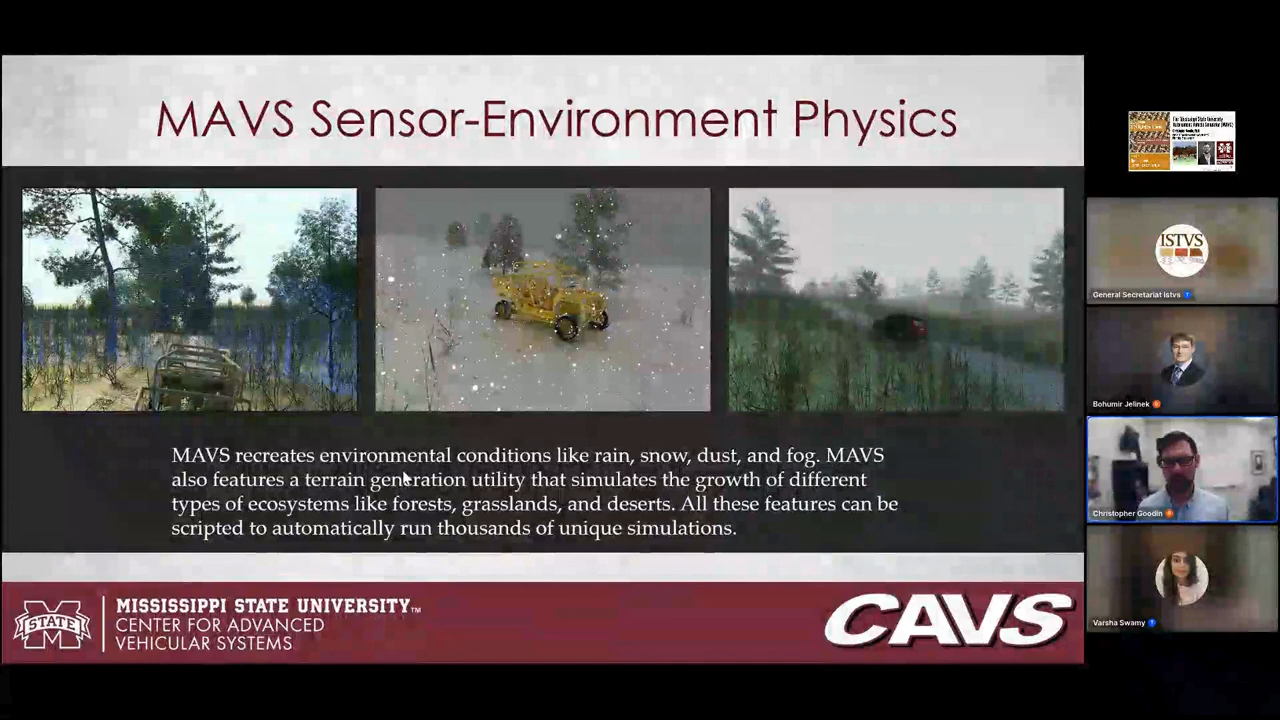 MAVS Sensor-Environment Physics
MAVS recreates environmental conditions like rain, snow, dust, and fog. MAVS
also features a terrain generation utility that simulates the growth of different
types of ecosystems like forests, grasslands, and deserts. All these features can be
scripted to automatically run thousands of unique simulations.
STATE
MISSISSIPPI STATE UNIVERSITY™
CENTER FOR ADVANCED
VEHICULAR SYSTEMS
CAVS
ISTVS
General Secretariat istvs
Bohumir Jelinek
Christopher Goodin
Varsha Swamy